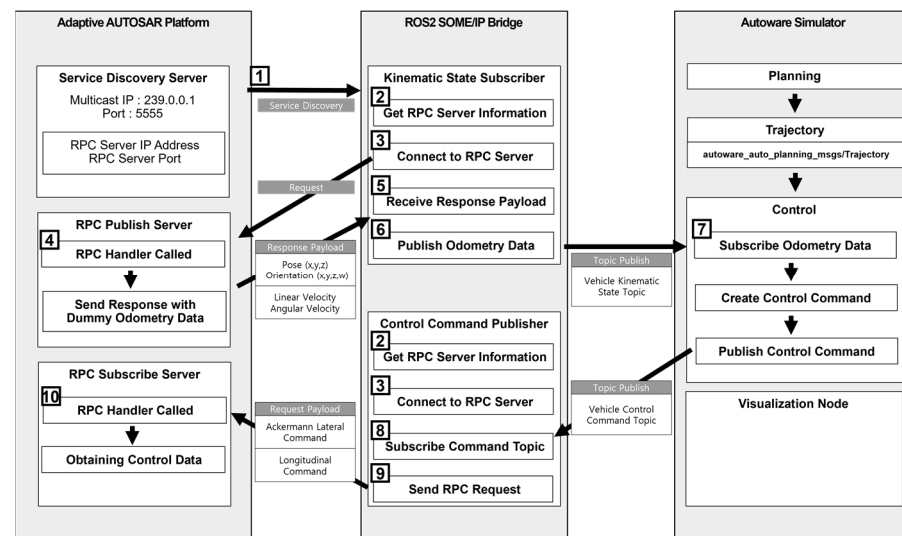 Adaptive AUTOSAR Platform
Service Discovery Server
Multicast IP : 239.0.0.1
Port : 5555
RPC Server IP Address
RPC Server Port
RPC Publish Server
4
RPC Handler Called
Send Response with
Dummy Odometry Data
RPC Subscribe Server
10
RPC Handler Called
Obtaining Control Data
1
Service Discovery
Request
Response Payload
Pose (x,y,z)
Orientation (x,y,z,w)
Linear Velocity
Angular Velocity
Request Payload
Ackermann Lateral
Command
Longitudinal
Command
ROS2 SOME/IP Bridge
Kinematic State Subscriber
2
Get RPC Server Information
3
Connect to RPC Server
5
Receive Response Payload
6
Publish Odometry Data
Control Command Publisher
2
Get RPC Server Information
3
Connect to RPC Server
8
Subscribe Command Topic
9
Send RPC Request
Topic Publish
Vehicle Kinematic
State Topic
Topic Publish
Vehicle Control
Command Topic
Autoware Simulator
Planning
Trajectory
autoware_auto_planning_msgs/Trajectory
Control
7
Subscribe Odometry Data
Create Control Command
Publish Control Command
Visualization Node